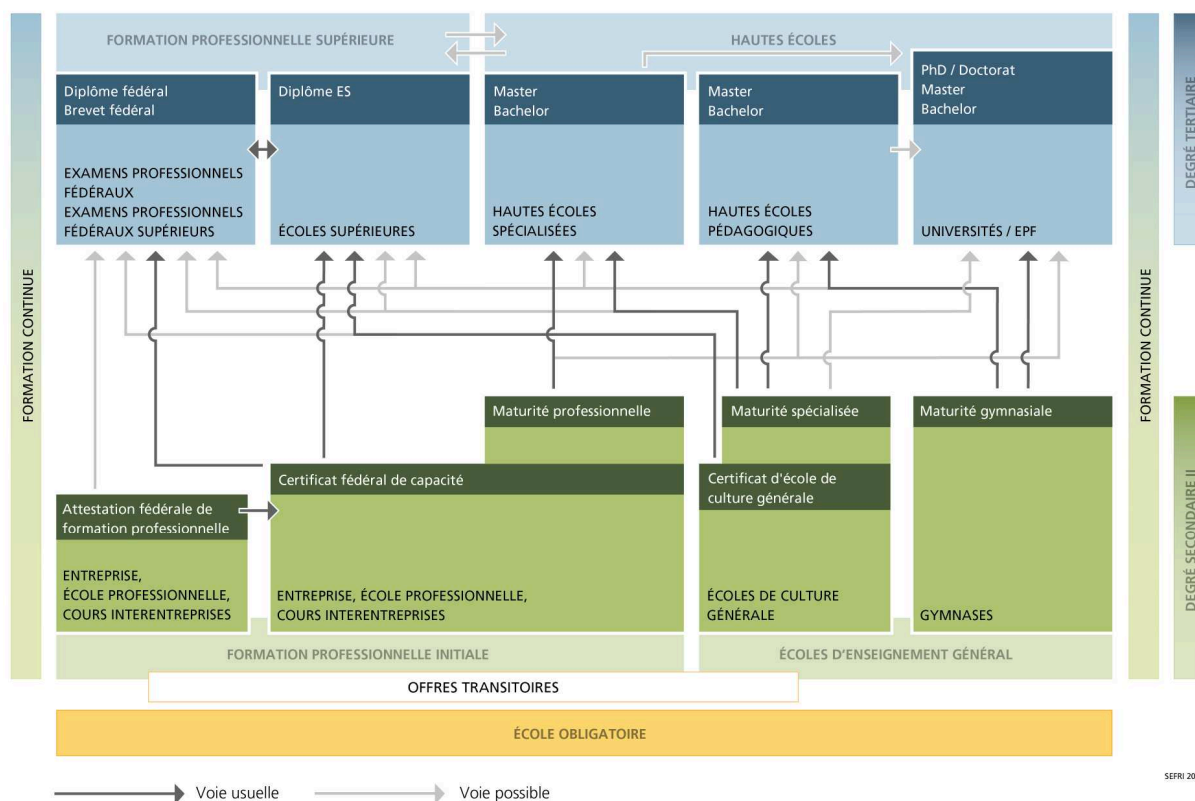 FORMATION PROFESSIONNELLE SUPÉRIEURE
HAUTES ÉCOLES
Diplôme fédéral
Brevet fédéral
Diplôme ES
Master
Bachelor
Master
Bachelor
PhD / Doctorat
Master
Bachelor
EXAMENS PROFESSIONNELS
FÉDÉRAUX
EXAMENS PROFESSIONNELS
FÉDÉRAUX SUPÉRIEURS
ÉCOLES SUPÉRIEURES
HAUTES ÉCOLES
SPÉCIALISÉES
HAUTES ÉCOLES
PÉDAGOGIQUES
UNIVERSITÉS / EPF
DEGRÉ TERTIAIRE
FORMATION CONTINUE
FORMATION CONTINUE
Maturité professionnelle
Maturité spécialisée
Maturité gymnasiale
Certificat fédéral de capacité
Certificat d'école de
culture générale
Attestation fédérale de
formation professionnelle
ENTREPRISE,
ÉCOLE PROFESSIONNELLE,
COURS INTERENTREPRISES
ENTREPRISE, ÉCOLE PROFESSIONNELLE,
COURS INTERENTREPRISES
ÉCOLES DE CULTURE
GÉNÉRALE
GYMNASES
DEGRÉ SECONDAIRE II
FORMATION PROFESSIONNELLE INITIALE
ÉCOLES D'ENSEIGNEMENT GÉNÉRAL
OFFRES TRANSITOIRES
ÉCOLE OBLIGATOIRE
Voie usuelle
Voie possible
SEFRI